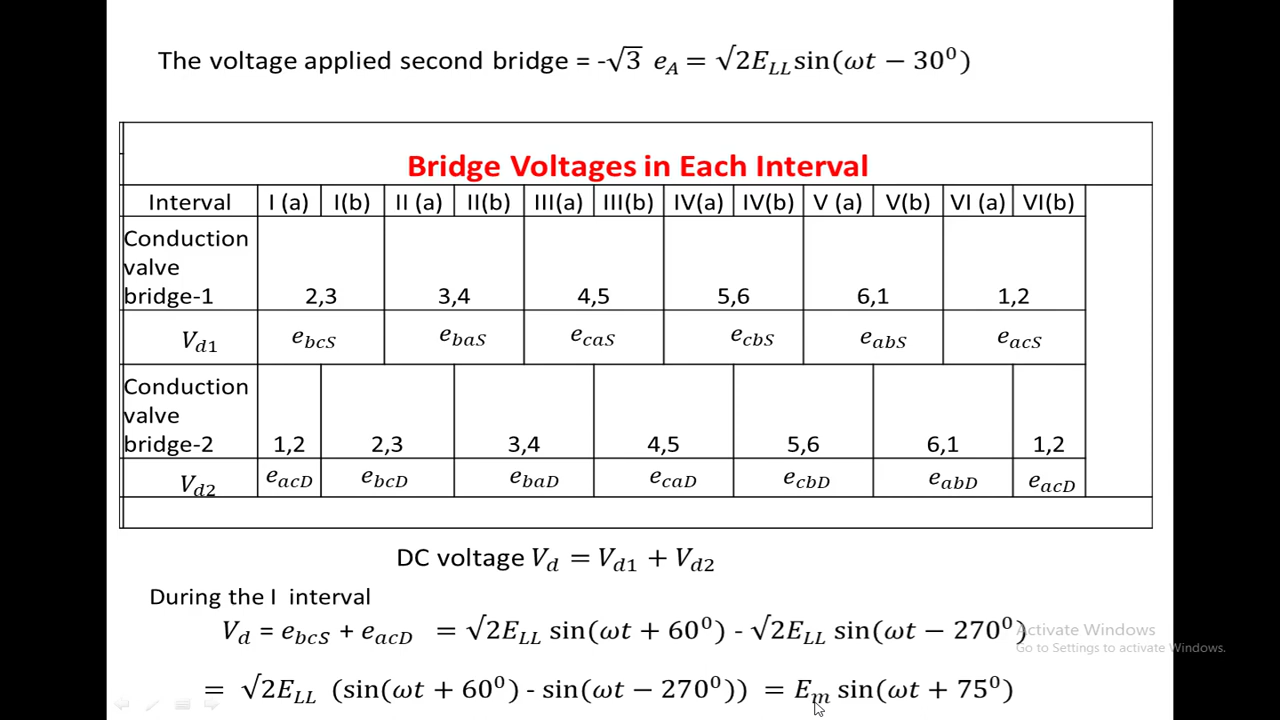 The voltage applied second bridge = -√3 e_A = √2E_LL sin(ωt − 30⁰)
Bridge Voltages in Each Interval
Interval I (a) I(b) II (a) II(b) III(a) III(b) IV(a) IV(b) V (a) V(b) VI (a) VI(b)
Conduction
valve
bridge-1 2,3 3,4 4,5 5,6 6,1 1,2
V_d1 e_bcS e_baS e_caS e_cbS e_abS e_acS
Conduction
valve
bridge-2 1,2 2,3 3,4 4,5 5,6 6,1 1,2
V_d2 e_acD e_bcD e_baD e_caD e_cbD e_abD e_acD
DC voltage V_d = V_d1 + V_d2
During the I interval
V_d = e_bcS + e_acD = √2E_LL sin(ωt + 60⁰) - √2E_LL sin(ωt − 270⁰)
Activate Windows
Go to Settings to activate Windows.
= √2E_LL (sin(ωt + 60⁰) - sin(ωt − 270⁰)) = E_m sin(ωt + 75⁰)